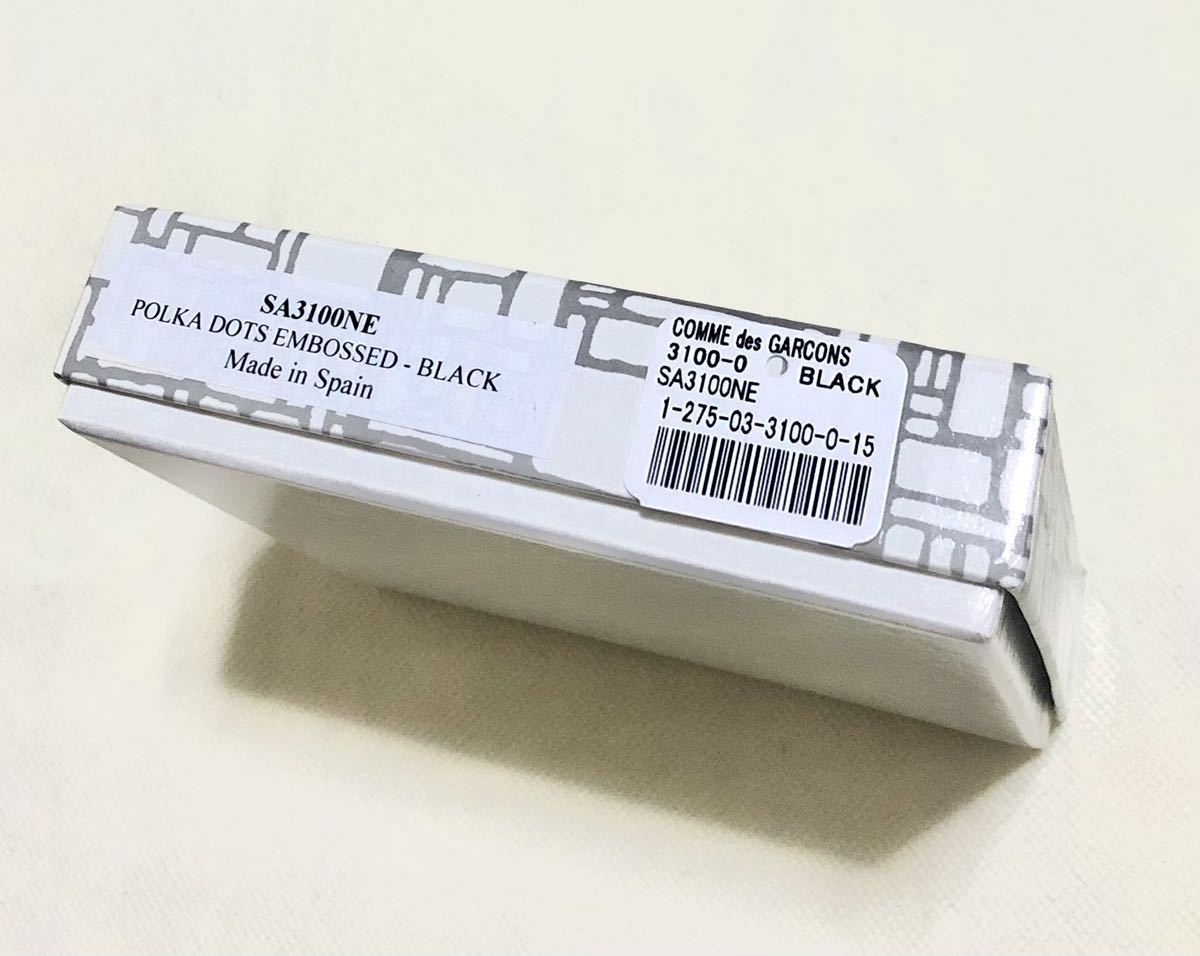 SA3100NE
POLKA DOTS EMBOSSED - BLACK
Made in Spain
COMME des GARCONS
3100-0 BLACK
SA3100NE
1-275-03-3100-0-15